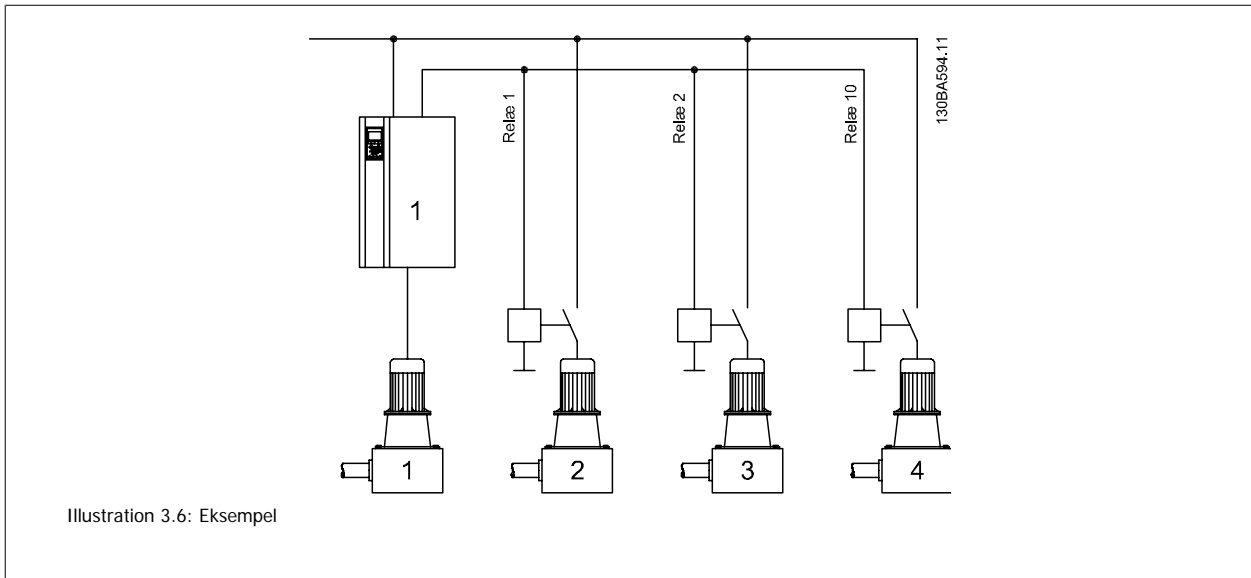 130BA594.11
Relæ 1
Relæ 2
Relæ 10
1
1
2
3
4
Illustration 3.6: Eksempel